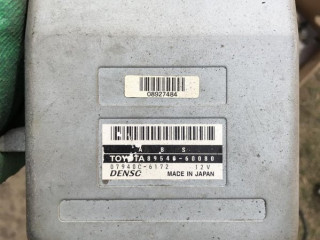 08927484
A B S
TOYOTA 89540-60080
079400-6172 12V
DENSO MADE IN JAPAN